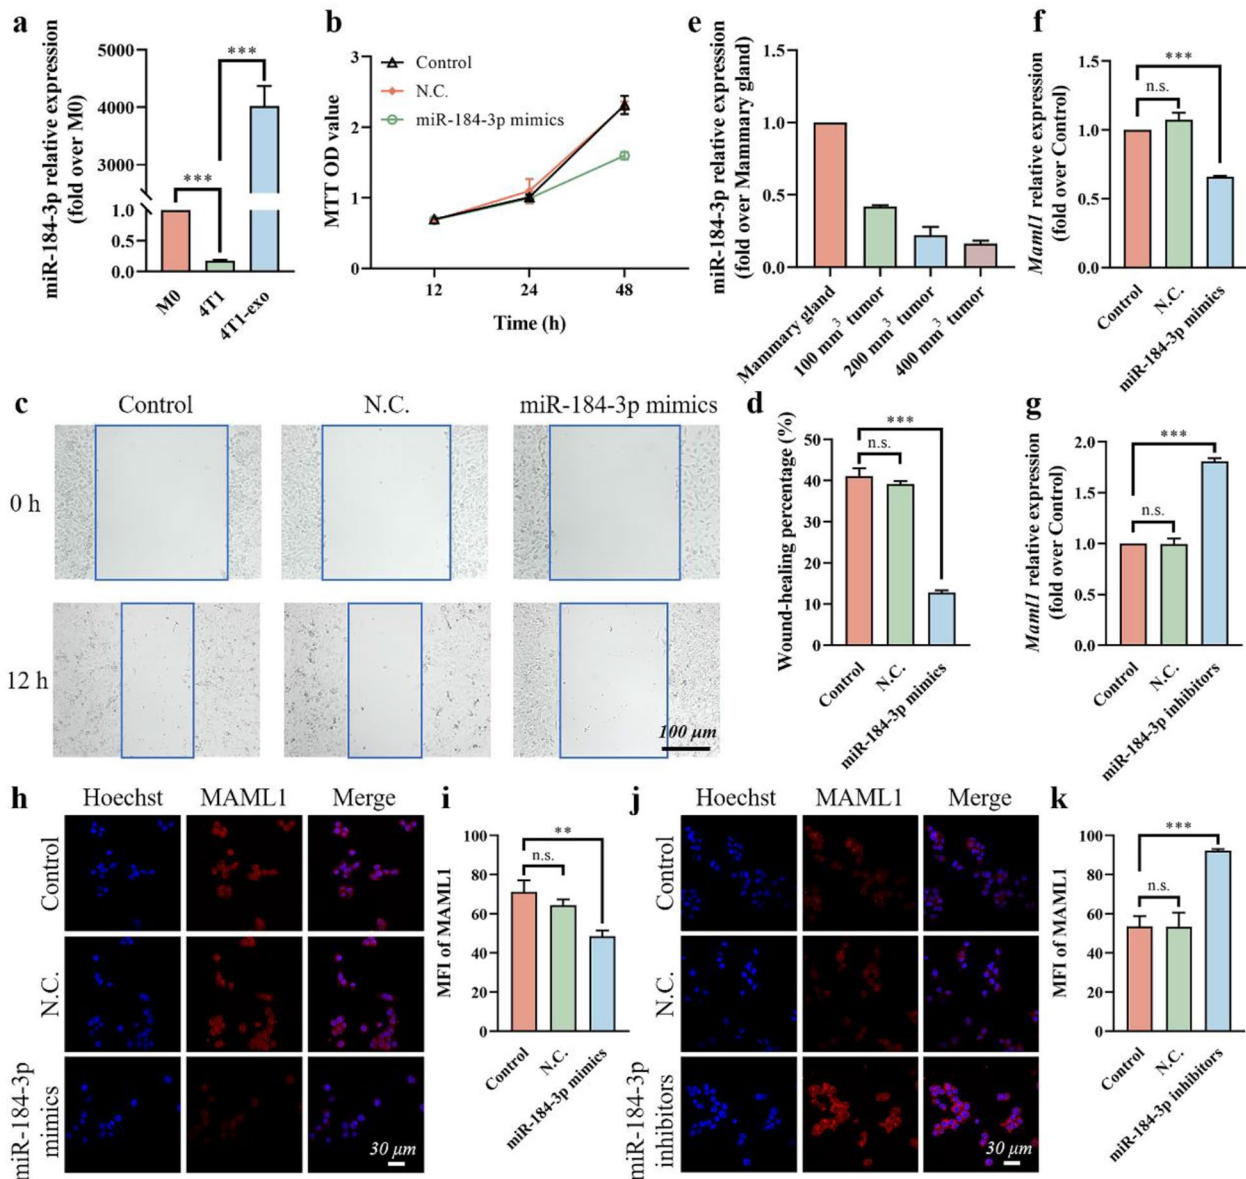 a
miR-184-3p relative expression
(fold over M0)
5000
4000
3000
1.0
0.5
0.0
***
***
M0
4T1
4T1-exo
b
MTT OD value
3
2
1
0
Control
N.C.
miR-184-3p mimics
12
24
48
Time (h)
e
miR-184-3p relative expression
(fold over Mammary gland)
1.5
1.0
0.5
0.0
Mammary gland
100 mm3 tumor
200 mm3 tumor
400 mm3 tumor
f
Maml1 relative expression
(fold over Control)
1.5
1.0
0.5
0.0
***
n.s.
Control
N.C.
miR-184-3p mimics
c
Control
N.C.
miR-184-3p mimics
0 h
12 h
100 μm
d
Wound-healing percentage (%)
50
40
30
20
10
0
***
n.s.
Control
N.C.
miR-184-3p mimics
g
Maml1 relative expression
(fold over Control)
2.0
1.5
1.0
0.5
0.0
***
n.s.
Control
N.C.
miR-184-3p inhibitors
h
Hoechst
MAML1
Merge
Control
N.C.
miR-184-3p
mimics
30 μm
i
MFI of MAML1
100
80
60
40
20
0
**
n.s.
Control
N.C.
miR-184-3p mimics
j
Hoechst
MAML1
Merge
Control
N.C.
miR-184-3p
inhibitors
30 μm
k
MFI of MAML1
100
80
60
40
20
0
***
n.s.
Control
N.C.
miR-184-3p inhibitors